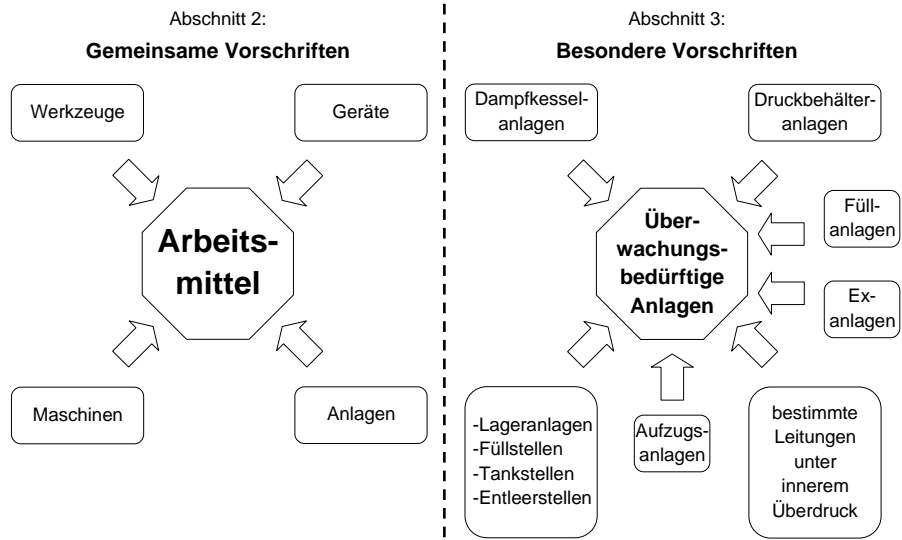 Abschnitt 2:
Gemeinsame Vorschriften
Werkzeuge
Geräte
Arbeits-
mittel
Maschinen
Anlagen
Abschnitt 3:
Besondere Vorschriften
Dampfkessel-
anlagen
Druckbehälter-
anlagen
Über-
wachungs-
bedürftige
Anlagen
Füll-
anlagen
Ex-
anlagen
-Lageranlagen
-Füllstellen
-Tankstellen
-Entleerstellen
Aufzugs-
anlagen
bestimmte
Leitungen
unter
innerem
Überdruck